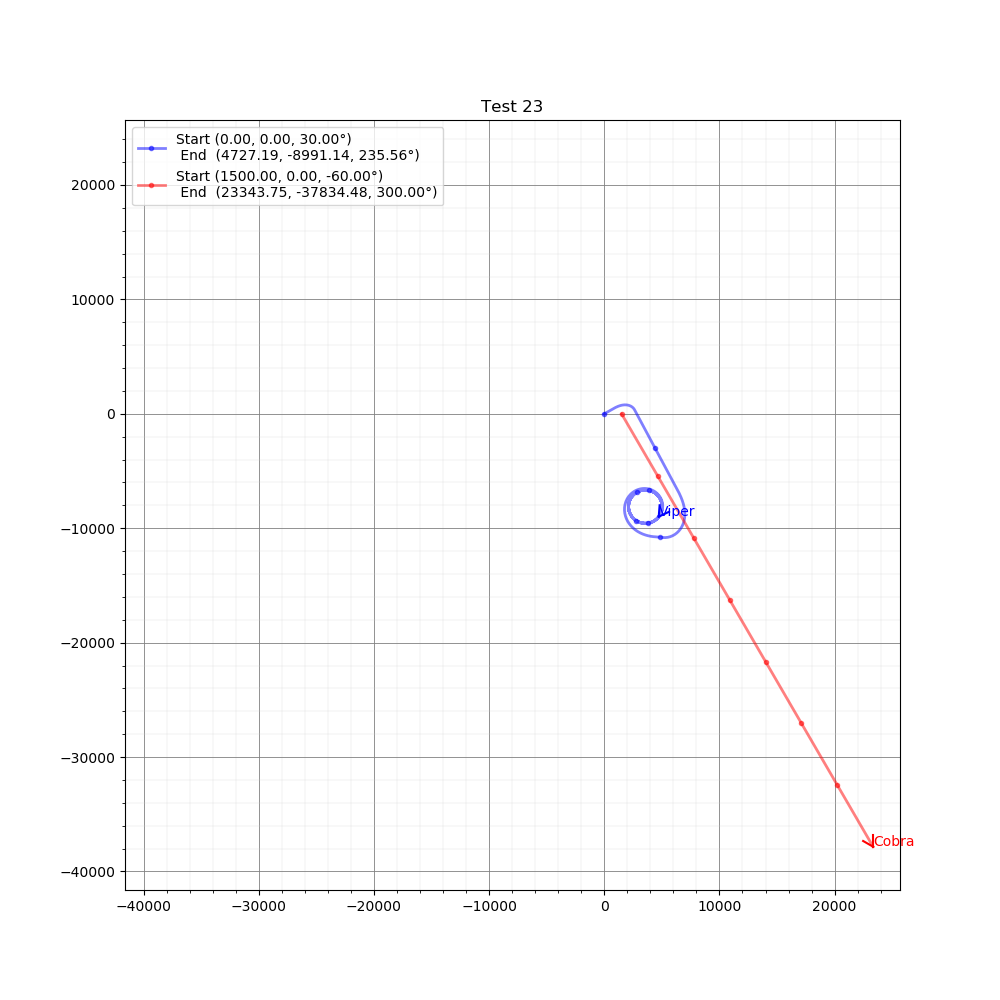 Test 23
Start (0.00, 0.00, 30.00°)
End  (4727.19, -8991.14, 235.56°)
Start (1500.00, 0.00, -60.00°)
End  (23343.75, -37834.48, 300.00°)
20000
10000
0
−10000
−20000
−30000
−40000
Viper
Cobra
−40000 −30000 −20000 −10000 0 10000 20000